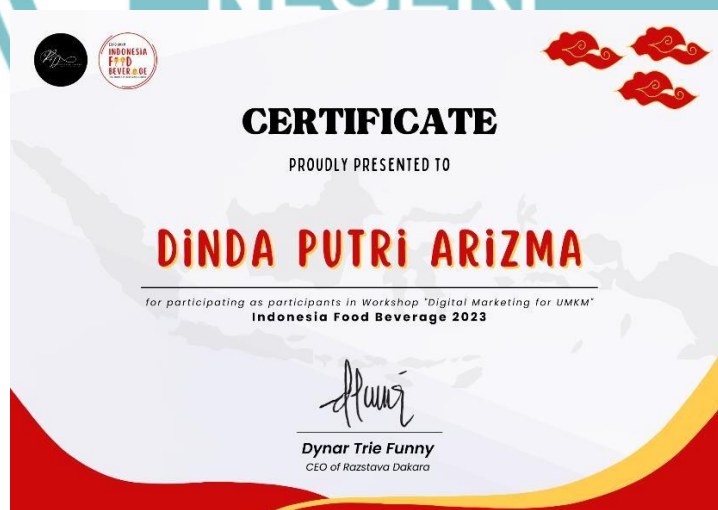 NEGERI
INDONESIA
FOOD
BEVERAGE
CERTIFICATE
PROUDLY PRESENTED TO
DiNDA PUTRi ARiZMA
for participating as participants in Workshop "Digital Marketing for UMKM"
Indonesia Food Beverage 2023
Dynar Trie Funny
CEO of Razstava Dakara